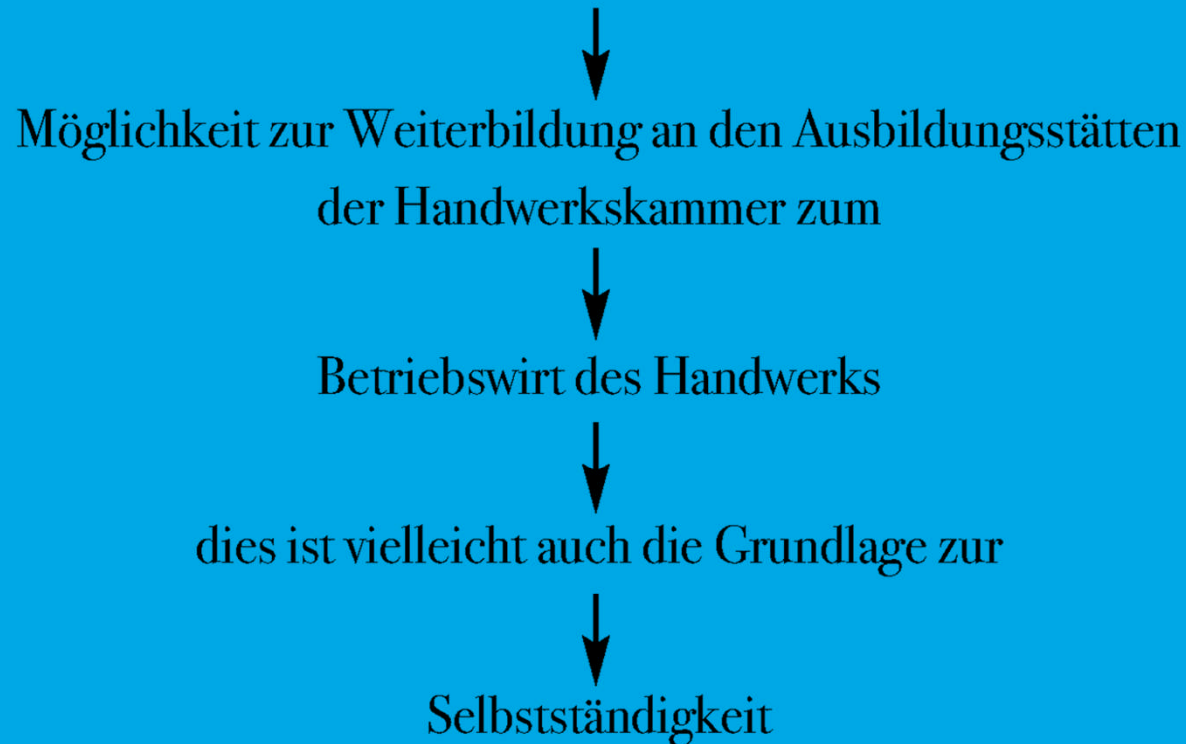 Möglichkeit zur Weiterbildung an den Ausbildungsstätten
der Handwerkskammer zum
Betriebswirt des Handwerks
dies ist vielleicht auch die Grundlage zur
Selbstständigkeit